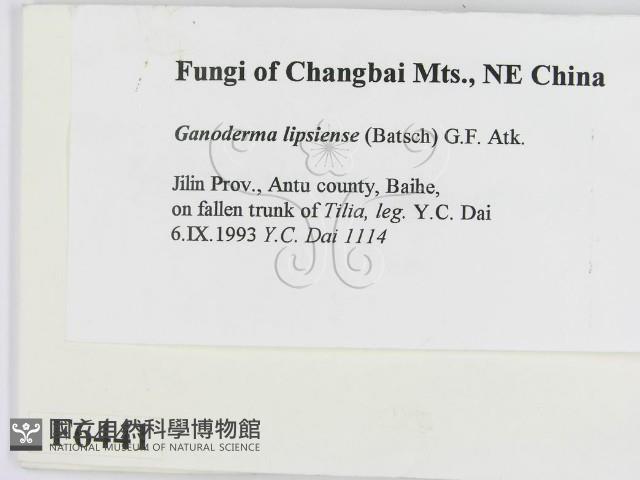 Fungi of Changbai Mts., NE China
Ganoderma lipsiense (Batsch) G.F. Atk.
Jilin Prov., Antu county, Baihe,
on fallen trunk of Tilia, leg. Y.C. Dai
6.IX.1993 Y.C. Dai 1114
F6441
國立自然科學博物館
NATIONAL MUSEUM OF NATURAL SCIENCE